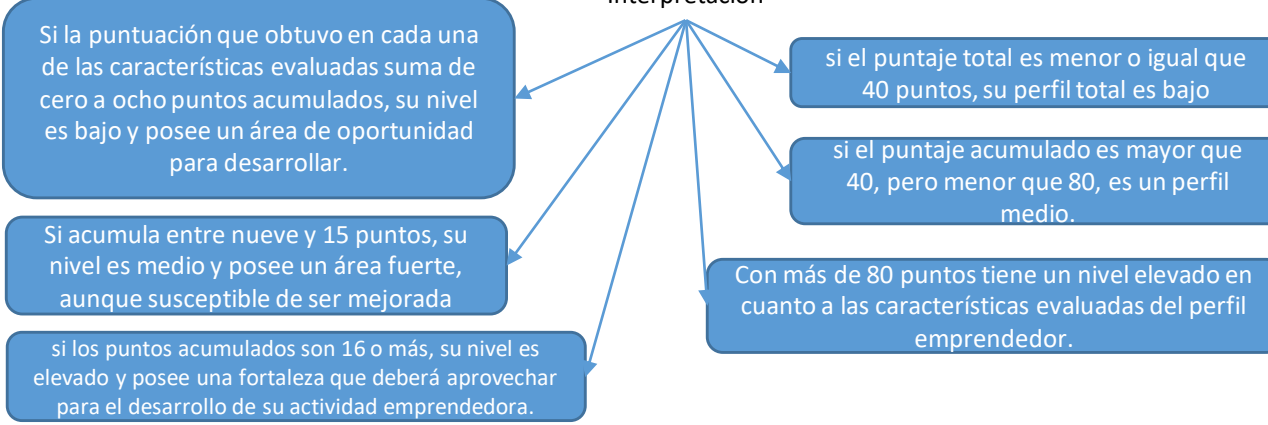 Interpretación
Si la puntuación que obtuvo en cada una
de las características evaluadas suma de
cero a ocho puntos acumulados, su nivel
es bajo y posee un área de oportunidad
para desarrollar.
Si acumula entre nueve y 15 puntos, su
nivel es medio y posee un área fuerte,
aunque susceptible de ser mejorada
si los puntos acumulados son 16 o más, su nivel es
elevado y posee una fortaleza que deberá aprovechar
para el desarrollo de su actividad emprendedora.
si el puntaje total es menor o igual que
40 puntos, su perfil total es bajo
si el puntaje acumulado es mayor que
40, pero menor que 80, es un perfil
medio.
Con más de 80 puntos tiene un nivel elevado en
cuanto a las características evaluadas del perfil
emprendedor.